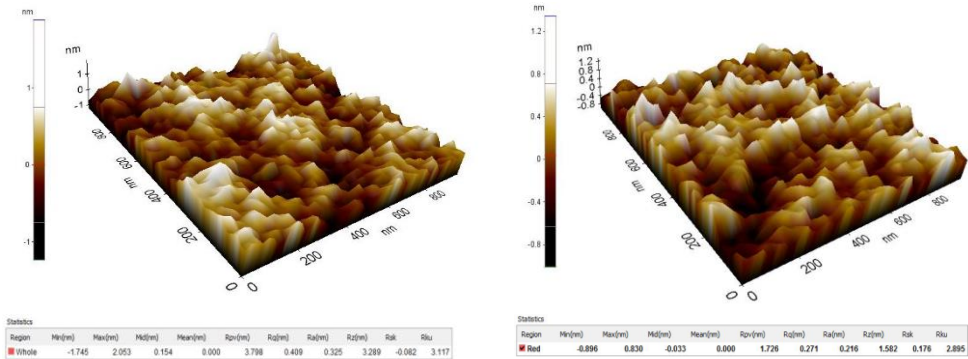 nm
1
0
-1
nm
1
0
-1
800
600
400
200
0
nm
0
200
400
600
800
nm
Statistics
Region Min(nm) Max(nm) Mid(nm) Mean(nm) Rpv(nm) Rq(nm) Ra(nm) Rz(nm) Rsk Rku
Whole -1.745 2.053 0.154 0.000 3.798 0.409 0.325 3.289 -0.082 3.117
nm
1.2
0.8
0.4
0
-0.4
-0.8
nm
1.2
0.8
0.4
0.0
-0.4
-0.8
800
600
400
200
0
nm
0
200
400
600
800
nm
Statistics
Region Min(nm) Max(nm) Mid(nm) Mean(nm) Rpv(nm) Rq(nm) Ra(nm) Rz(nm) Rsk Rku
Red -0.896 0.830 -0.033 0.000 1.726 0.271 0.216 1.582 0.176 2.895